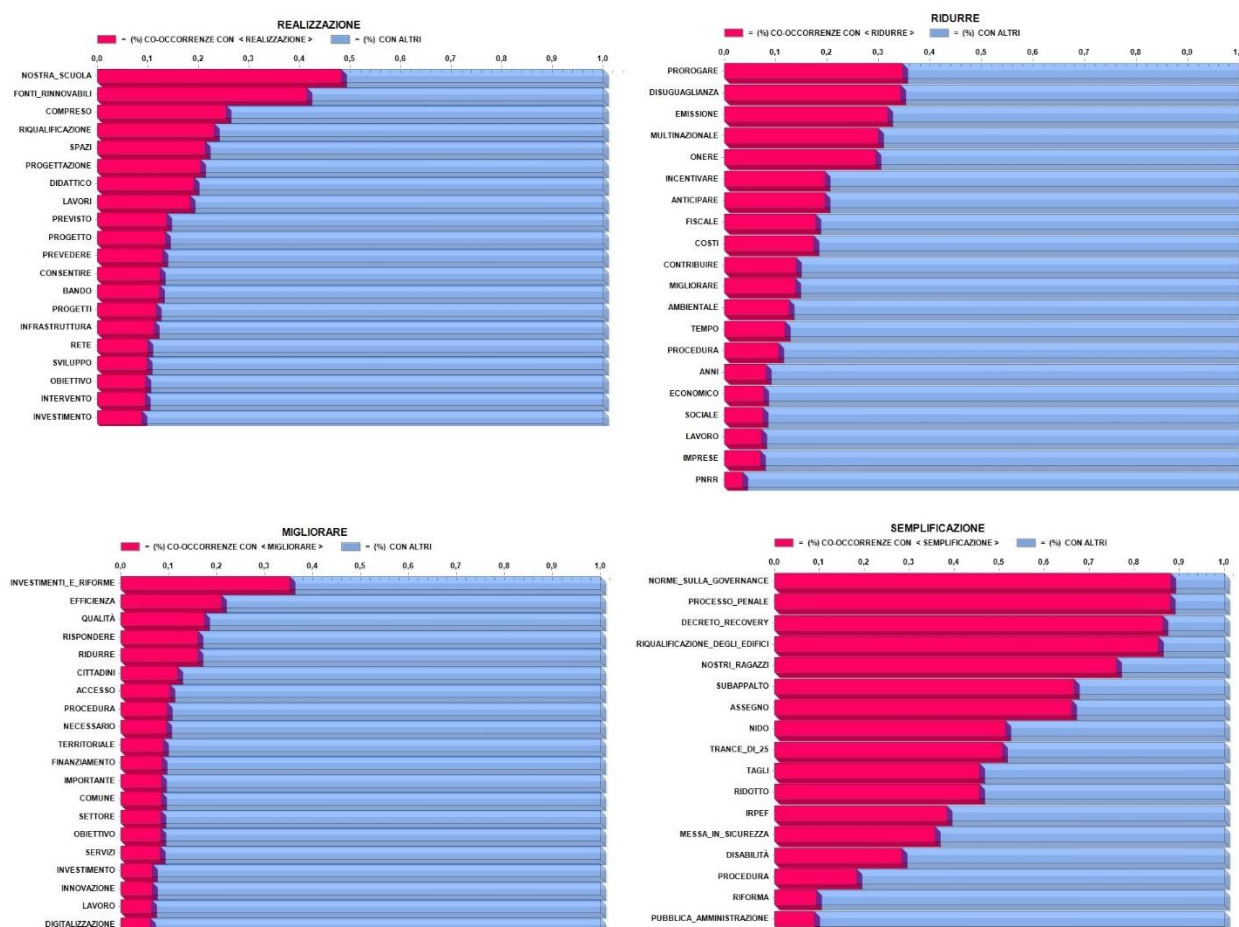 REALIZZAZIONE
= (%) CO-OCCORRENZE CON < REALIZZAZIONE > = (%) CON ALTRI
0,0 0,1 0,2 0,3 0,4 0,5 0,6 0,7 0,8 0,9 1,0
NOSTRA_SCUOLA
FONTI_RINNOVABILI
COMPRESO
RIQUALIFICAZIONE
SPAZI
PROGETTAZIONE
DIDATTICO
LAVORI
PREVISTO
PROGETTO
PREVEDERE
CONSENTIRE
BANDO
PROGETTI
INFRASTRUTTURA
RETE
SVILUPPO
OBIETTIVO
INTERVENTO
INVESTIMENTO
RIDURRE
= (%) CO-OCCORRENZE CON < RIDURRE > = (%) CON ALTRI
0,0 0,1 0,2 0,3 0,4 0,5 0,6 0,7 0,8 0,9 1,0
PROROGARE
DISUGUAGLIANZA
EMISSIONE
MULTINAZIONALE
ONERE
INCENTIVARE
ANTICIPARE
FISCALE
COSTI
CONTRIBUIRE
MIGLIORARE
AMBIENTALE
TEMPO
PROCEDURA
ANNI
ECONOMICO
SOCIALE
LAVORO
IMPRESE
PNRR
MIGLIORARE
= (%) CO-OCCORRENZE CON < MIGLIORARE > = (%) CON ALTRI
0,0 0,1 0,2 0,3 0,4 0,5 0,6 0,7 0,8 0,9 1,0
INVESTIMENTI_E_RIFORME
EFFICIENZA
QUALITÀ
RISPONDERE
RIDURRE
CITTADINI
ACCESSO
PROCEDURA
NECESSARIO
TERRITORIALE
FINANZIAMENTO
IMPORTANTE
COMUNE
SETTORE
OBIETTIVO
SERVIZI
INVESTIMENTO
INNOVAZIONE
LAVORO
DIGITALIZZAZIONE
SEMPLIFICAZIONE
= (%) CO-OCCORRENZE CON < SEMPLIFICAZIONE > = (%) CON ALTRI
0,0 0,1 0,2 0,3 0,4 0,5 0,6 0,7 0,8 0,9 1,0
NORME_SULLA_GOVERNANCE
PROCESSO_PENALE
DECRETO_RECOVERY
RIQUALIFICAZIONE_DEGLI_EDIFICI
NOSTRI_RAGAZZI
SUBAPPALTO
ASSEGNO
NIDO
TRANCE_DI_25
TAGLI
RIDOTTO
IRPEF
MESSA_IN_SICUREZZA
DISABILITÀ
PROCEDURA
RIFORMA
PUBBLICA_AMMINISTRAZIONE